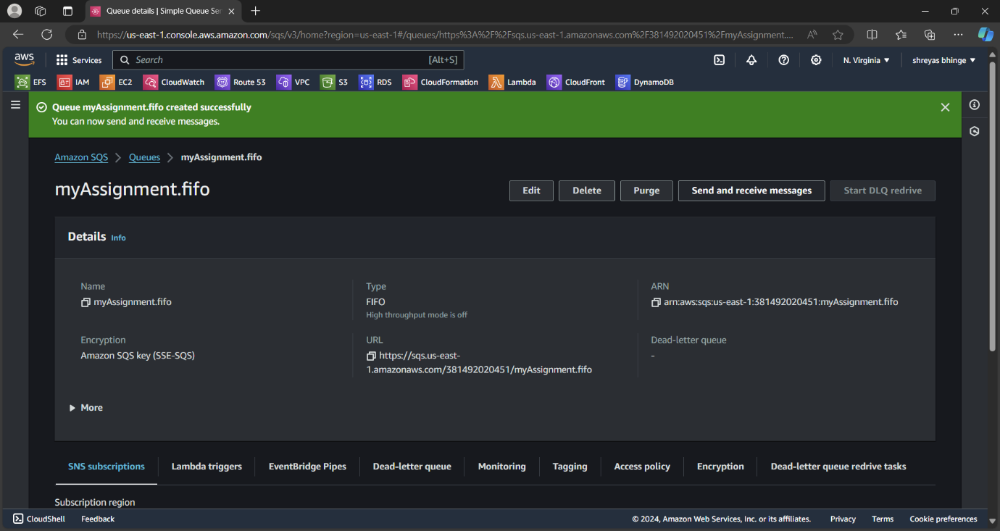 Queue details | Simple Queue Ser
https://us-east-1.console.aws.amazon.com/sqs/v3/home?region=us-east-1#/queues/https%3A%2F%2Fsqs.us-east-1.amazonaws.com%2F381492020451%2FmyAssignment....
aws Services Search [Alt+S] N. Virginia shreyas bhinge
EFS IAM EC2 CloudWatch Route 53 VPC S3 RDS CloudFormation Lambda CloudFront DynamoDB
Queue myAssignment.fifo created successfully
You can now send and receive messages.
Amazon SQS Queues myAssignment.fifo
myAssignment.fifo Edit Delete Purge Send and receive messages Start DLQ redrive
Details Info
Name
myAssignment.fifo
Type
FIFO
High throughput mode is off
ARN
arn:aws:sqs:us-east-1:381492020451:myAssignment.fifo
Encryption
Amazon SQS key (SSE-SQS)
URL
https://sqs.us-east-
1.amazonaws.com/381492020451/myAssignment.fifo
Dead-letter queue
-
More
SNS subscriptions Lambda triggers EventBridge Pipes Dead-letter queue Monitoring Tagging Access policy Encryption Dead-letter queue redrive tasks
Subscription region
CloudShell Feedback © 2024, Amazon Web Services, Inc. or its affiliates. Privacy Terms Cookie preferences